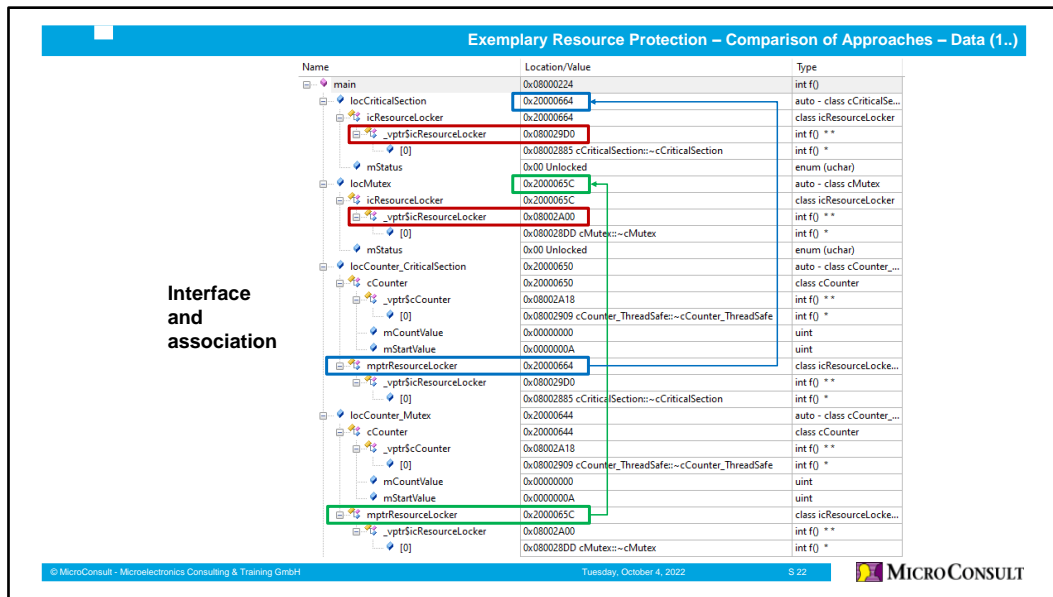 Exemplary Resource Protection – Comparison of Approaches – Data (1..)
Name Location/Value Type
main 0x08000224 int f()
locCriticalSection 0x20000664 auto - class cCriticalSe...
icResourceLocker 0x20000664 class icResourceLocker
_vptr$icResourceLocker 0x080029D0 int f() * *
[0] 0x08002885 cCriticalSection::~cCriticalSection int f() *
mStatus 0x00 Unlocked enum (uchar)
locMutex 0x2000065C auto - class cMutex
icResourceLocker 0x2000065C class icResourceLocker
_vptr$icResourceLocker 0x08002A00 int f() * *
[0] 0x080028DD cMutex::~cMutex int f() *
mStatus 0x00 Unlocked enum (uchar)
locCounter_CriticalSection 0x20000650 auto - class cCounter_...
cCounter 0x20000650 class cCounter
_vptr$cCounter 0x08002A18 int f() * *
[0] 0x08002909 cCounter_ThreadSafe::~cCounter_ThreadSafe int f() *
mCountValue 0x00000000 uint
mStartValue 0x0000000A uint
mptrResourceLocker 0x20000664 class icResourceLocke...
_vptr$icResourceLocker 0x080029D0 int f() * *
[0] 0x08002885 cCriticalSection::~cCriticalSection int f() *
locCounter_Mutex 0x20000644 auto - class cCounter_...
cCounter 0x20000644 class cCounter
_vptr$cCounter 0x08002A18 int f() * *
[0] 0x08002909 cCounter_ThreadSafe::~cCounter_ThreadSafe int f() *
mCountValue 0x00000000 uint
mStartValue 0x0000000A uint
mptrResourceLocker 0x2000065C class icResourceLocke...
_vptr$icResourceLocker 0x08002A00 int f() * *
[0] 0x080028DD cMutex::~cMutex int f() *
Interface
and
association
© MicroConsult - Microelectronics Consulting & Training GmbH Tuesday, October 4, 2022 S 22 MICROCONSULT